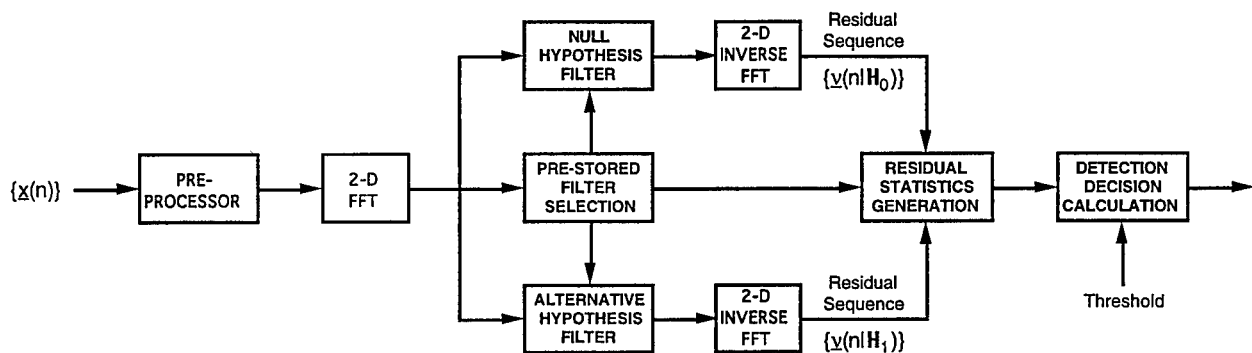 NULL
HYPOTHESIS
FILTER
2-D
INVERSE
FFT
Residual
Sequence
{ν(n|H₀)}
{x(n)}
PRE-
PROCESSOR
2-D
FFT
PRE-STORED
FILTER
SELECTION
RESIDUAL
STATISTICS
GENERATION
DETECTION
DECISION
CALCULATION
ALTERNATIVE
HYPOTHESIS
FILTER
2-D
INVERSE
FFT
Residual
Sequence
{ν(n|H₁)}
Threshold